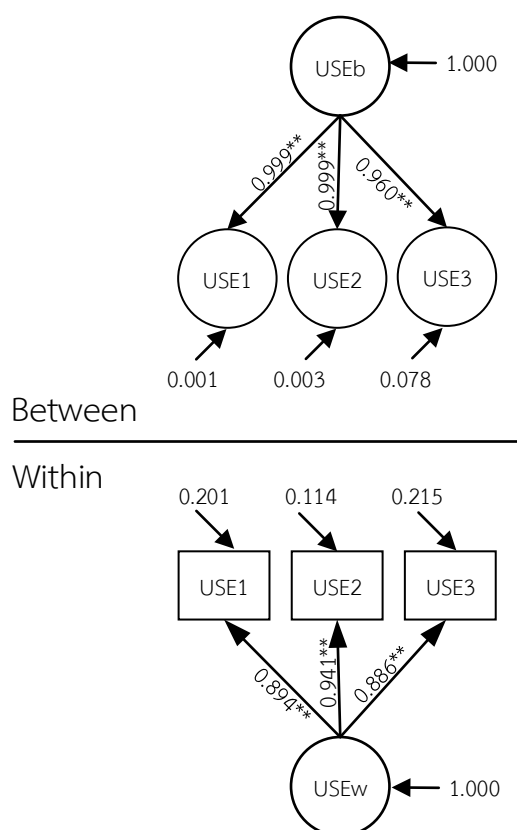 USEb
1.000
0.999**
0.999**
0.960**
USE1
USE2
USE3
0.001
0.003
0.078
Between
Within
0.201
0.114
0.215
USE1
USE2
USE3
0.894**
0.941**
0.886**
USEw
1.000